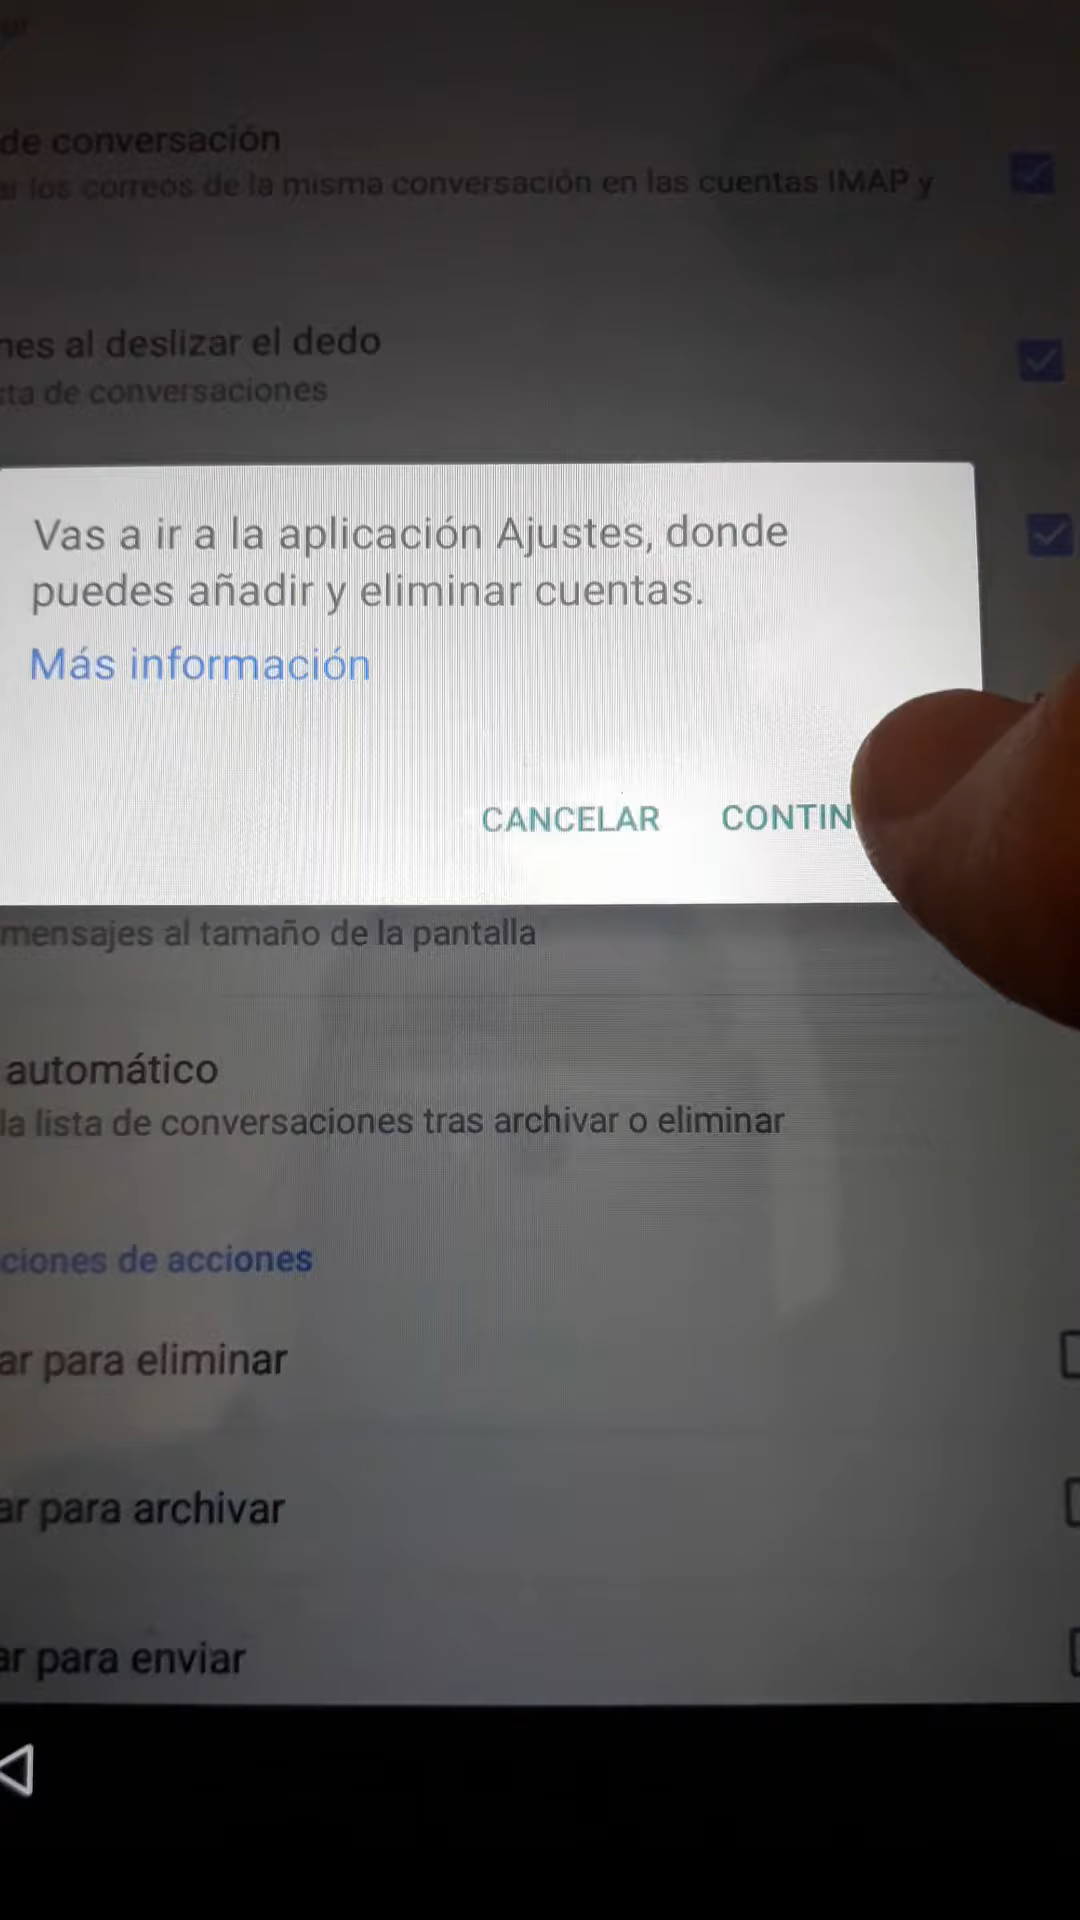 de conversación
los correos de la misma conversación en las cuentas IMAP y
nes al deslizar el dedo
sta de conversaciones
Vas a ir a la aplicación Ajustes, donde
puedes añadir y eliminar cuentas.
Más información
CANCELAR CONTIN
mensajes al tamaño de la pantalla
automático
la lista de conversaciones tras archivar o eliminar
ciones de acciones
ar para eliminar
ar para archivar
ar para enviar